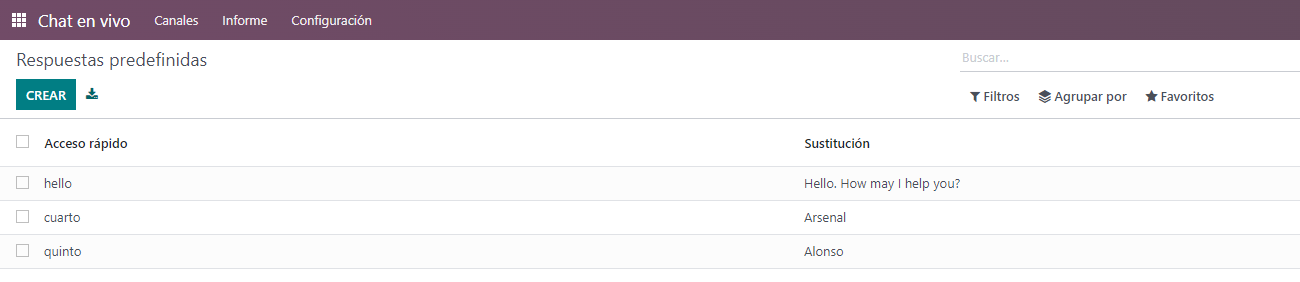 Chat en vivo Canales Informe Configuración
Respuestas predefinidas Buscar...
CREAR Filtros Agrupar por Favoritos
Acceso rápido Sustitución
hello Hello. How may I help you?
cuarto Arsenal
quinto Alonso